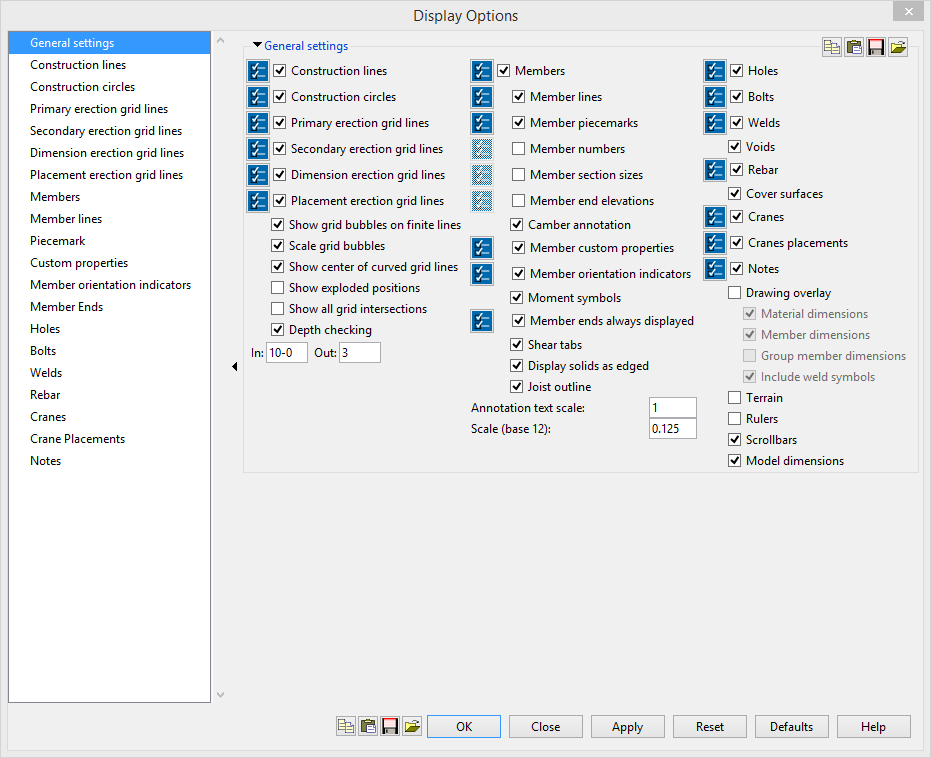 Display Options
General settings
Construction lines
Construction circles
Primary erection grid lines
Secondary erection grid lines
Dimension erection grid lines
Placement erection grid lines
Members
Member lines
Piecemark
Custom properties
Member orientation indicators
Member Ends
Holes
Bolts
Welds
Rebar
Cranes
Crane Placements
Notes
General settings
Construction lines
Construction circles
Primary erection grid lines
Secondary erection grid lines
Dimension erection grid lines
Placement erection grid lines
Show grid bubbles on finite lines
Scale grid bubbles
Show center of curved grid lines
Show exploded positions
Show all grid intersections
Depth checking
In: 10-0 Out: 3
Members
Member lines
Member piecemarks
Member numbers
Member section sizes
Member end elevations
Camber annotation
Member custom properties
Member orientation indicators
Moment symbols
Member ends always displayed
Shear tabs
Display solids as edged
Joist outline
Annotation text scale: 1
Scale (base 12): 0.125
Holes
Bolts
Welds
Voids
Rebar
Cover surfaces
Cranes
Cranes placements
Notes
Drawing overlay
Material dimensions
Member dimensions
Group member dimensions
Include weld symbols
Terrain
Rulers
Scrollbars
Model dimensions
OK Close Apply Reset Defaults Help